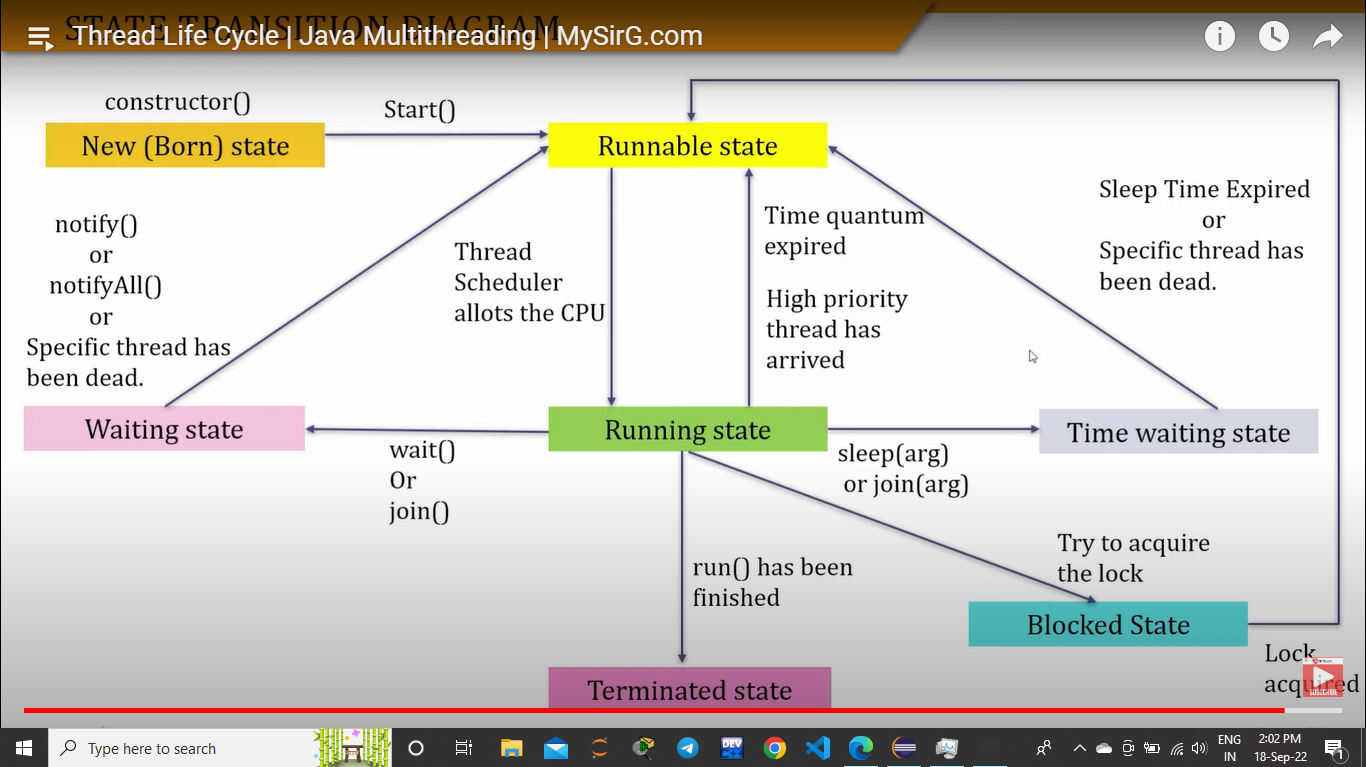 STATE TRANSITION DIAGRAM
Thread Life Cycle | Java Multithreading | MySirG.com
constructor()
Start()
New (Born) state
Runnable state
notify()
or
notifyAll()
or
Specific thread has
been dead.
Thread
Scheduler
allots the CPU
Time quantum
expired
High priority
thread has
arrived
Sleep Time Expired
or
Specific thread has
been dead.
Waiting state
Running state
Time waiting state
wait()
Or
join()
sleep(arg)
or join(arg)
run() has been
finished
Try to acquire
the lock
Blocked State
Lock
acquired
SUBSCRIBE
Terminated state
Type here to search
DEV
ENG
IN
2:02 PM
18-Sep-22
1